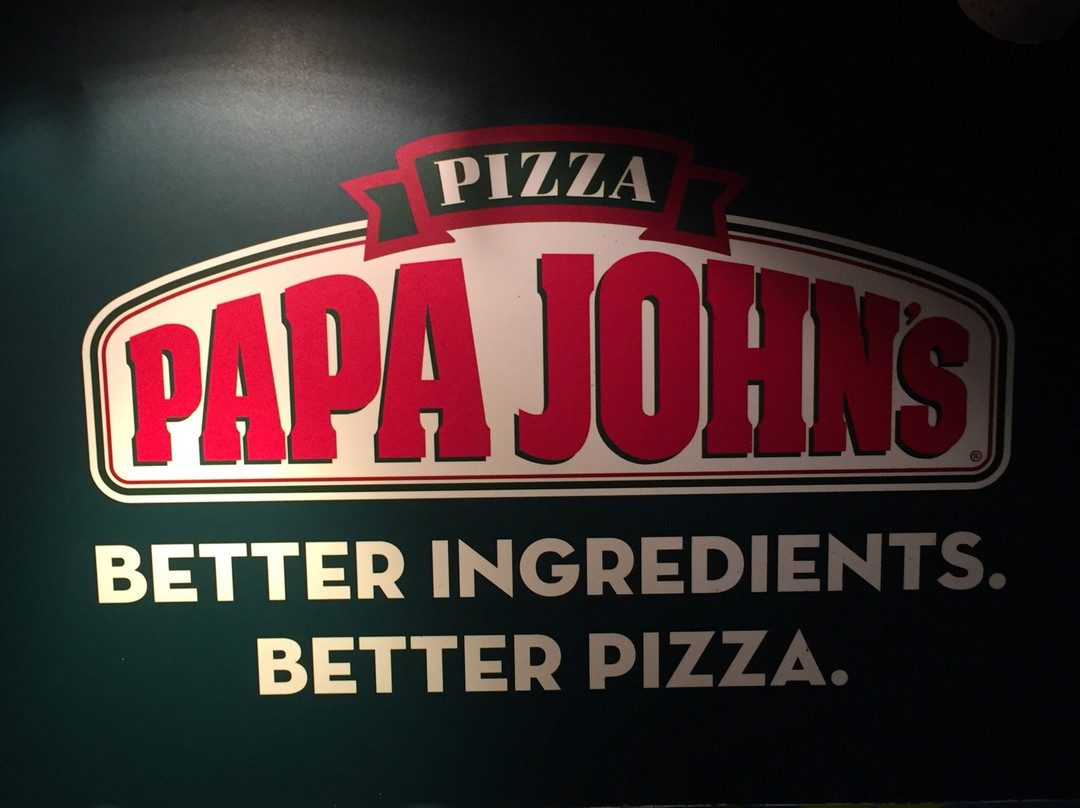 PIZZA
PAPA JOHN'S
®
BETTER INGREDIENTS.
BETTER PIZZA.